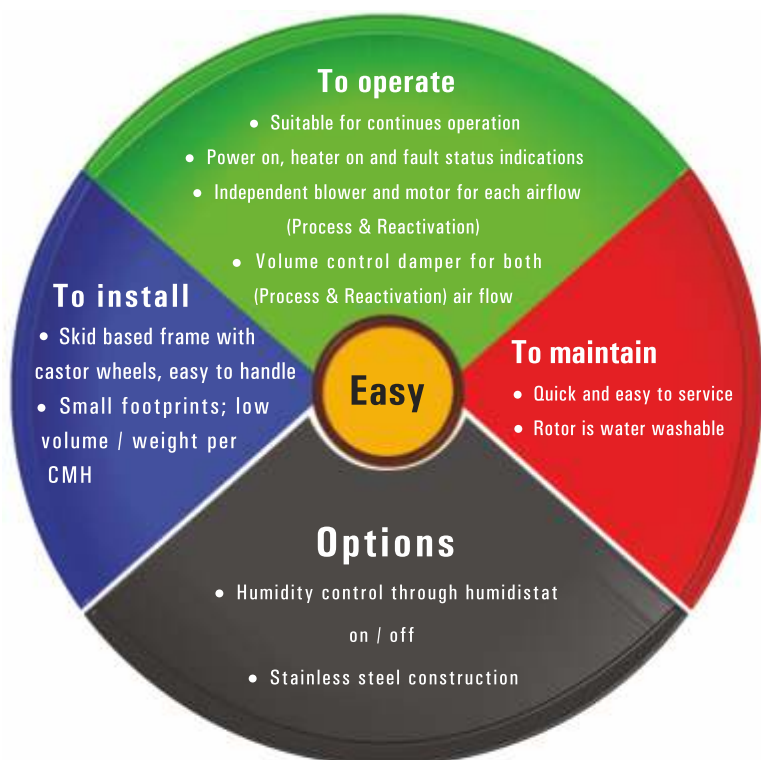 To operate
● Suitable for continues operation
● Power on, heater on and fault status indications
● Independent blower and motor for each airflow
(Process & Reactivation)
● Volume control damper for both
(Process & Reactivation) air flow
To install
● Skid based frame with
castor wheels, easy to handle
● Small footprints; low
volume / weight per
CMH
Easy
To maintain
● Quick and easy to service
● Rotor is water washable
Options
● Humidity control through humidistat
on / off
● Stainless steel construction